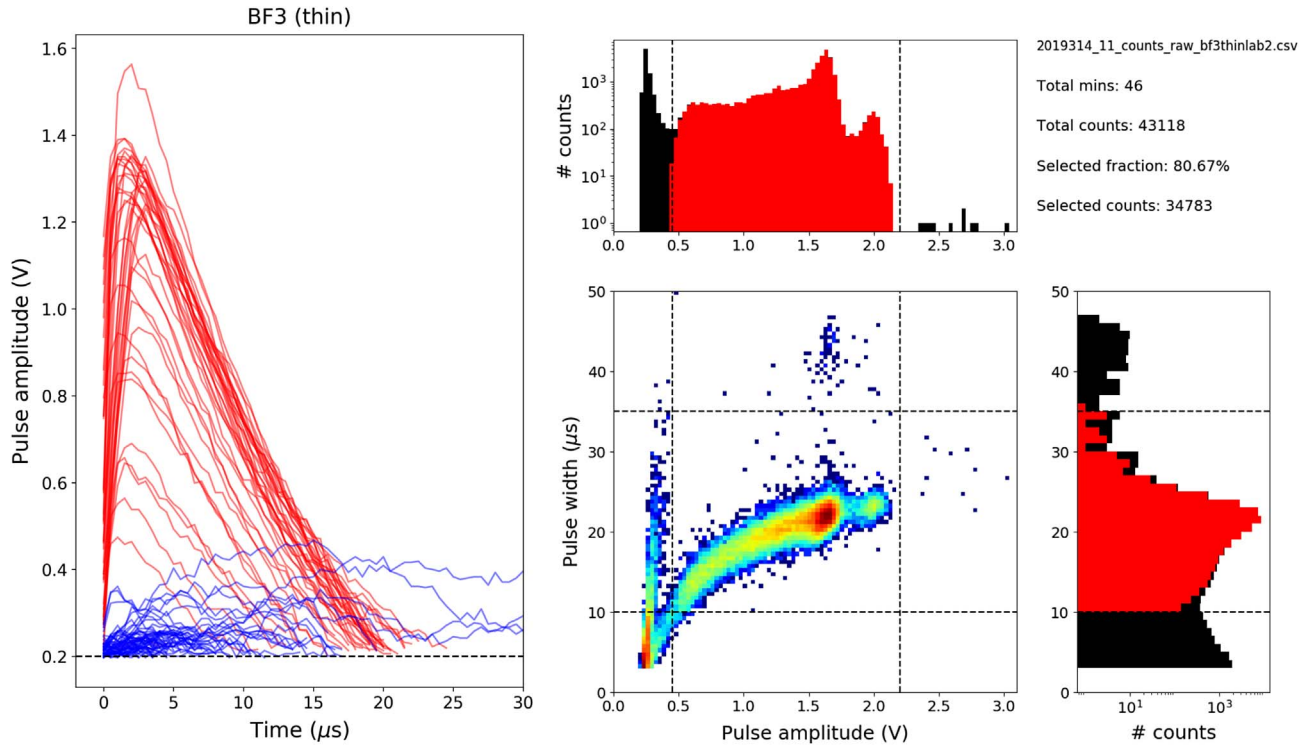 BF3 (thin)
Pulse amplitude (V)
1.6
1.4
1.2
1.0
0.8
0.6
0.4
0.2
0 5 10 15 20 25 30
Time (μs)
# counts
10³
10²
10¹
10⁰
0.0 0.5 1.0 1.5 2.0 2.5 3.0
2019314_11_counts_raw_bf3thinlab2.csv
Total mins: 46
Total counts: 43118
Selected fraction: 80.67%
Selected counts: 34783
Pulse width (μs)
50
40
30
20
10
0
0.0 0.5 1.0 1.5 2.0 2.5 3.0
Pulse amplitude (V)
50
40
30
20
10
0
10¹ 10³
# counts